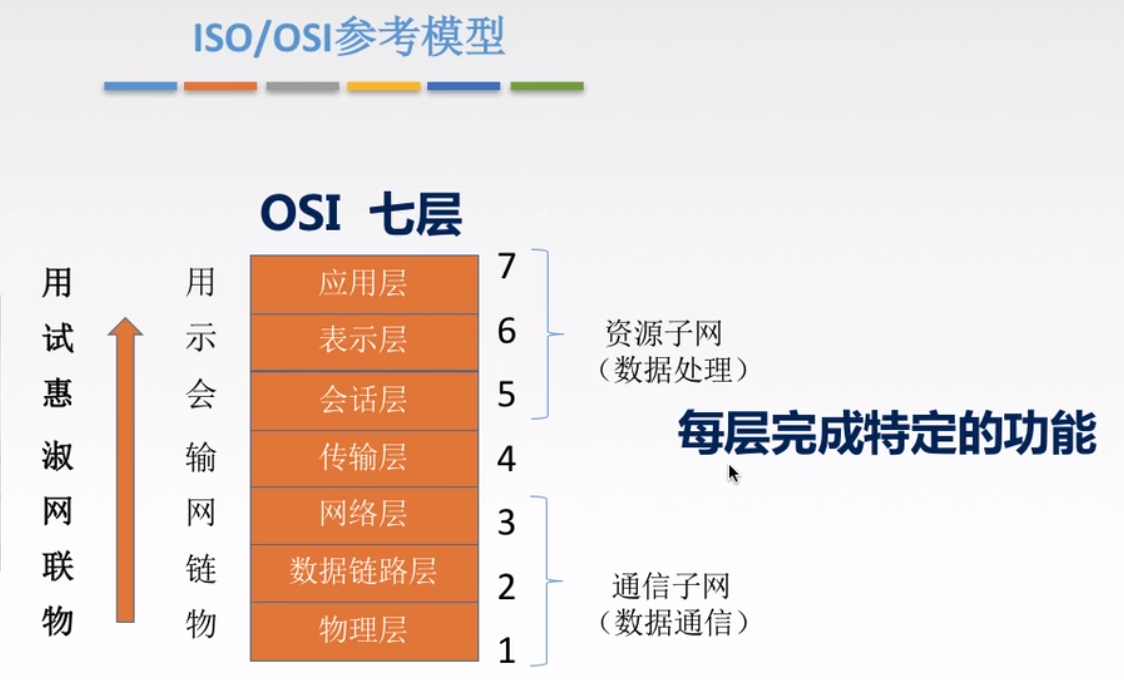 ISO/OSI参考模型
OSI 七层
用 用 应用层 7
试 示 表示层 6
惠 会 会话层 5
淑 输 传输层 4
网 网 网络层 3
联 链 数据链路层 2
物 物 物理层 1
资源子网
（数据处理）
每层完成特定的功能
通信子网
（数据通信）